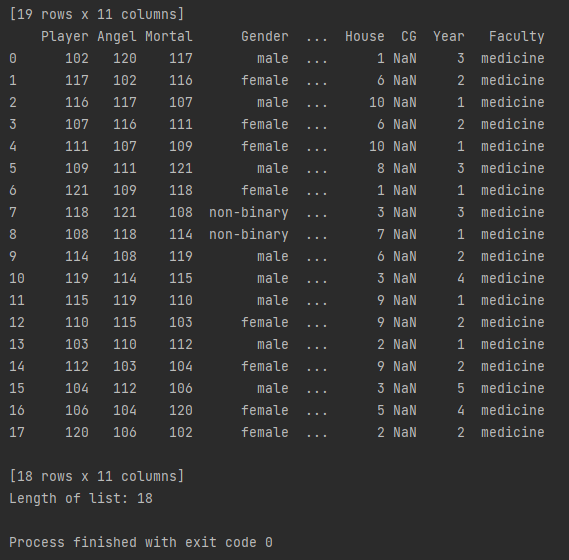 [19 rows x 11 columns]
    Player Angel Mortal      Gender  ...  House  CG  Year   Faculty
0      102   120    117        male  ...      1 NaN     3  medicine
1      117   102    116      female  ...      6 NaN     2  medicine
2      116   117    107        male  ...     10 NaN     1  medicine
3      107   116    111      female  ...      6 NaN     2  medicine
4      111   107    109      female  ...     10 NaN     1  medicine
5      109   111    121        male  ...      8 NaN     3  medicine
6      121   109    118      female  ...      1 NaN     1  medicine
7      118   121    108  non-binary  ...      3 NaN     3  medicine
8      108   118    114  non-binary  ...      7 NaN     1  medicine
9      114   108    119        male  ...      6 NaN     2  medicine
10     119   114    115        male  ...      3 NaN     4  medicine
11     115   119    110        male  ...      9 NaN     1  medicine
12     110   115    103      female  ...      9 NaN     2  medicine
13     103   110    112        male  ...      2 NaN     1  medicine
14     112   103    104      female  ...      9 NaN     2  medicine
15     104   112    106        male  ...      3 NaN     5  medicine
16     106   104    120      female  ...      5 NaN     4  medicine
17     120   106    102      female  ...      2 NaN     2  medicine
[18 rows x 11 columns]
Length of list: 18
Process finished with exit code 0